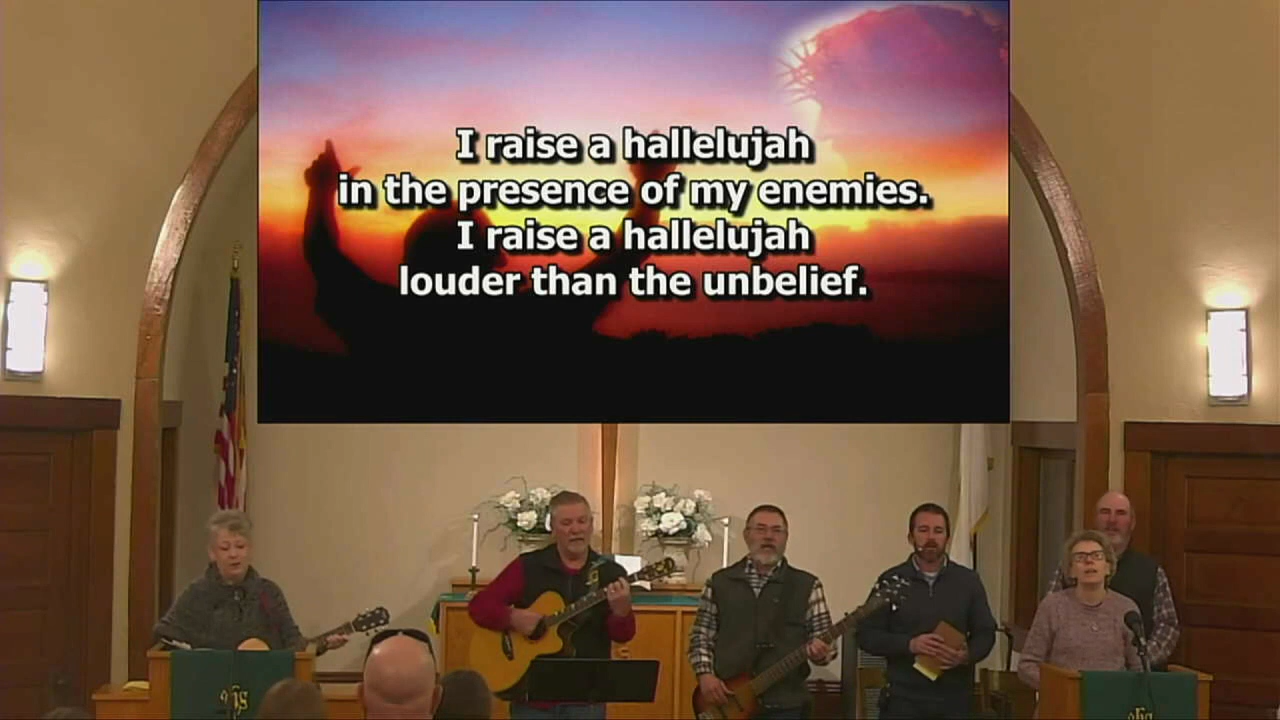 I raise a hallelujah
in the presence of my enemies.
I raise a hallelujah
louder than the unbelief.